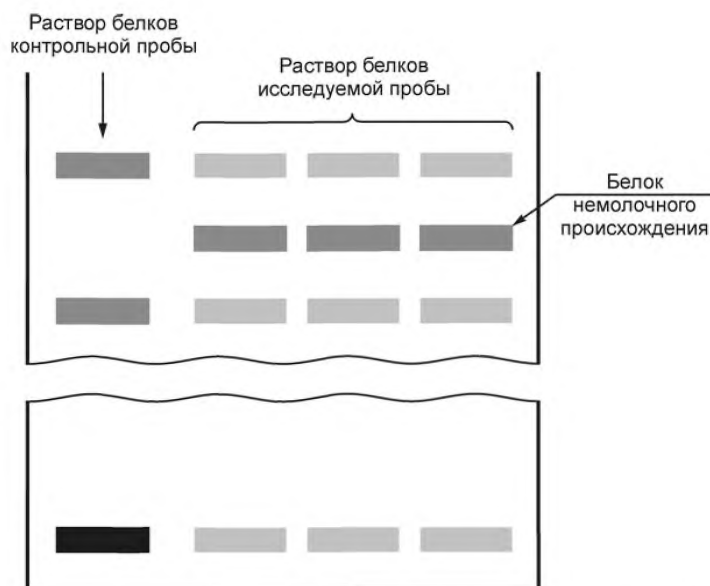 Раствор белков
контрольной пробы
Раствор белков
исследуемой пробы
Белок
немолочного
происхождения